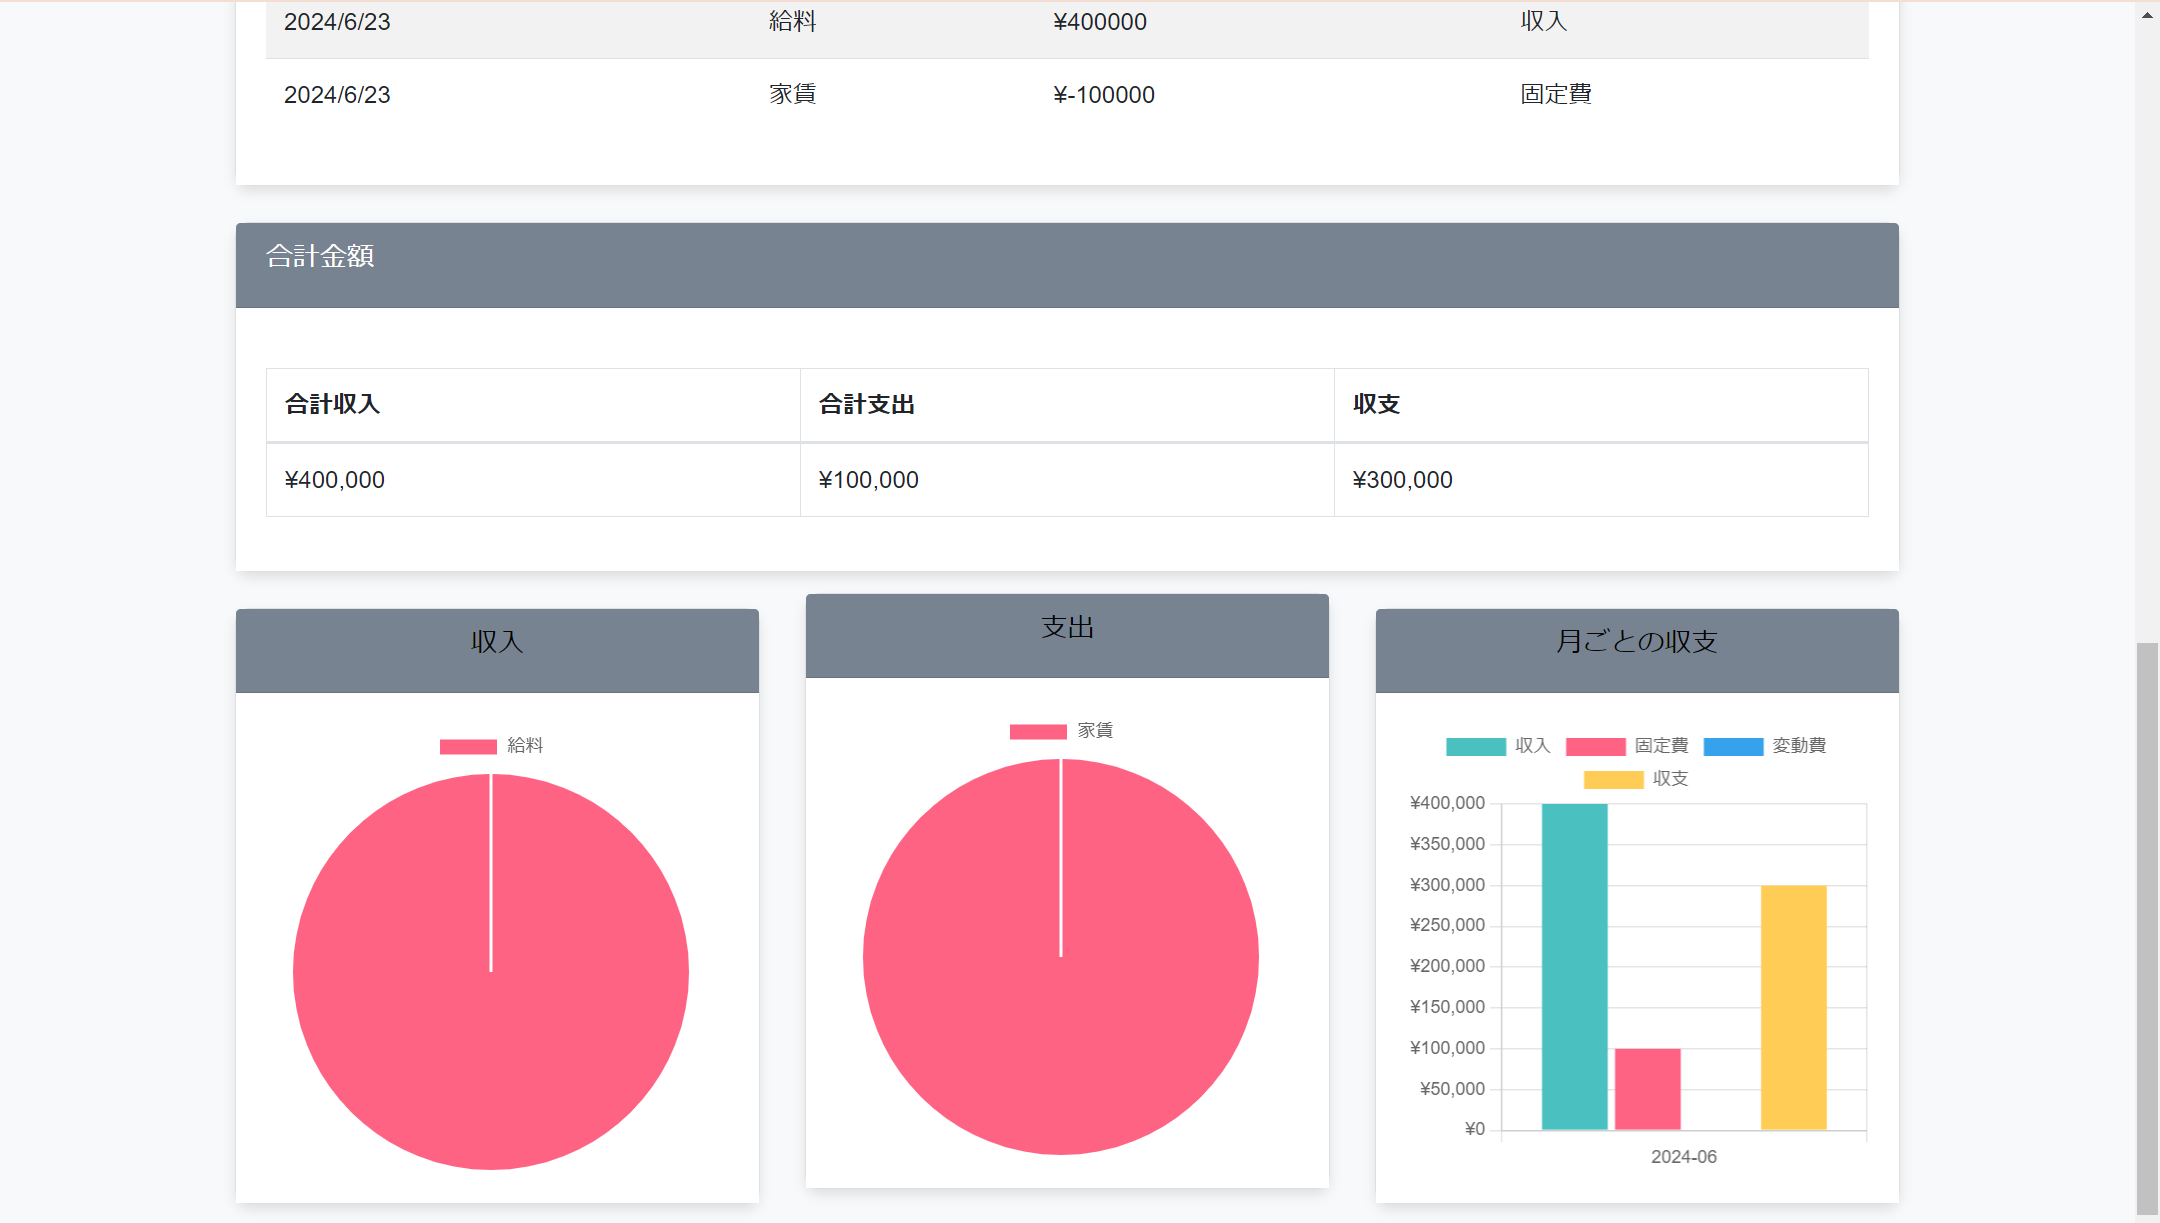 2024/6/23 給料 ¥400000 収入
2024/6/23 家賃 ¥-100000 固定費
合計金額
合計収入 合計支出 収支
¥400,000 ¥100,000 ¥300,000
収入
給料
支出
家賃
月ごとの収支
収入 固定費 変動費
収支
¥400,000
¥350,000
¥300,000
¥250,000
¥200,000
¥150,000
¥100,000
¥50,000
¥0
2024-06